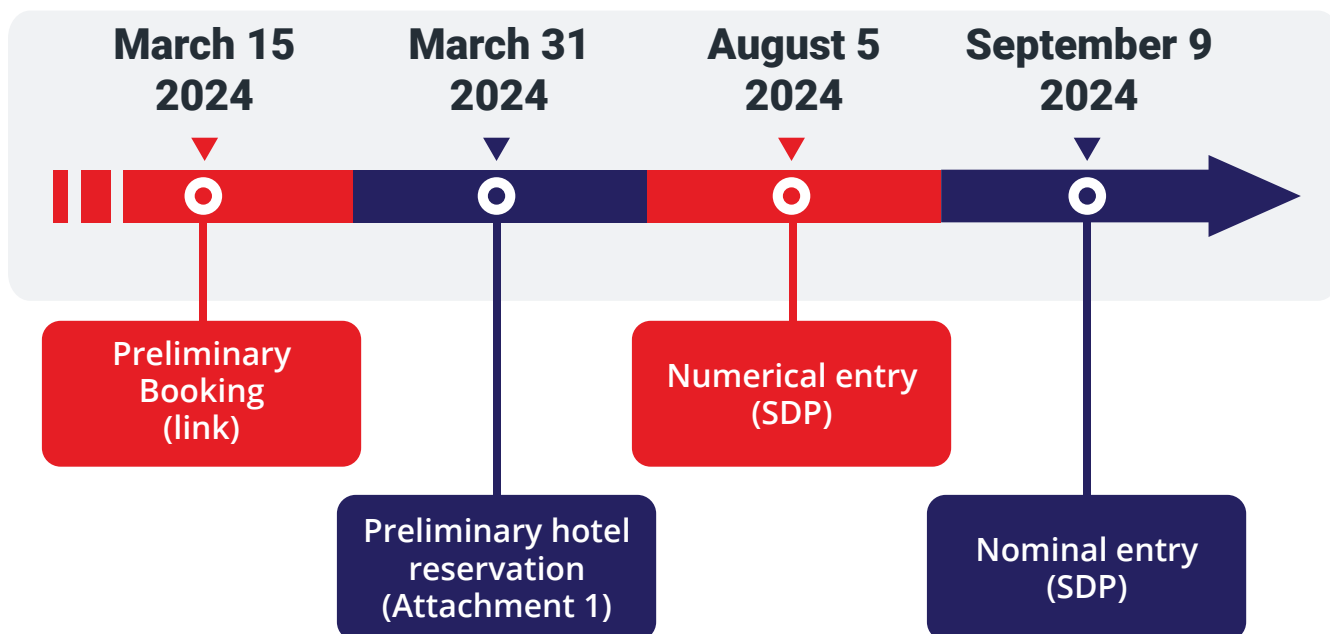 March 15
2024
March 31
2024
August 5
2024
September 9
2024
Preliminary
Booking
(link)
Numerical entry
(SDP)
Preliminary hotel
reservation
(Attachment 1)
Nominal entry
(SDP)